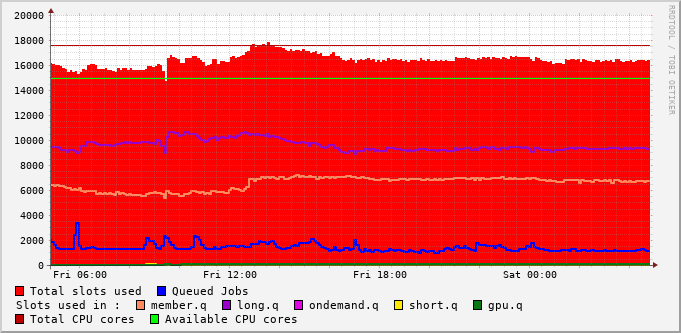 20000
18000
16000
14000
12000
10000
8000
6000
4000
2000
0
Fri 06:00 Fri 12:00 Fri 18:00 Sat 00:00
RRDTOOL / TOBI OETIKER
Total slots used Queued Jobs
Slots used in : member.q long.q ondemand.q short.q gpu.q
Total CPU cores Available CPU cores